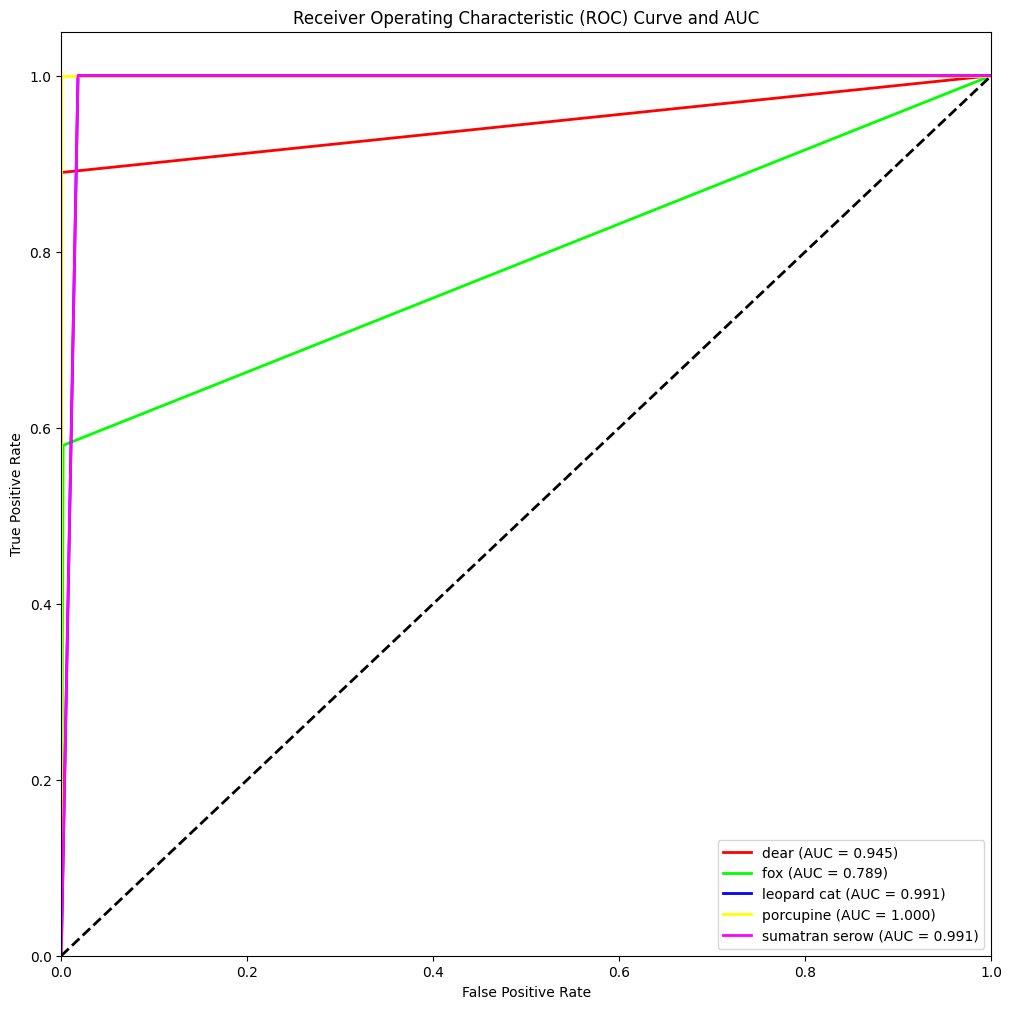 Receiver Operating Characteristic (ROC) Curve and AUC
1.0
0.8
0.6
0.4
0.2
0.0
True Positive Rate
0.0 0.2 0.4 0.6 0.8 1.0
False Positive Rate
dear (AUC = 0.945)
fox (AUC = 0.789)
leopard cat (AUC = 0.991)
porcupine (AUC = 1.000)
sumatran serow (AUC = 0.991)